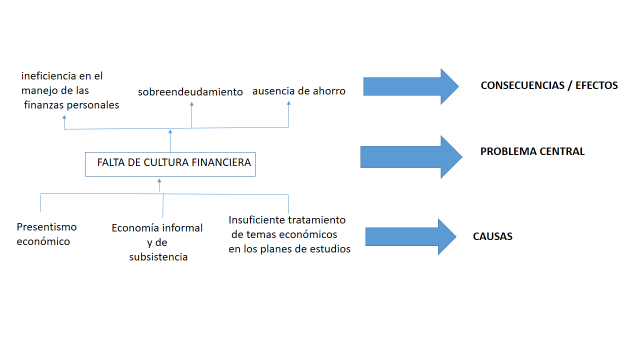 ineficiencia en el
manejo de las
finanzas personales
sobreendeudamiento
ausencia de ahorro
CONSECUENCIAS / EFECTOS
FALTA DE CULTURA FINANCIERA
PROBLEMA CENTRAL
Presentismo
económico
Economía informal
y de
subsistencia
Insuficiente tratamiento
de temas económicos
en los planes de estudios
CAUSAS